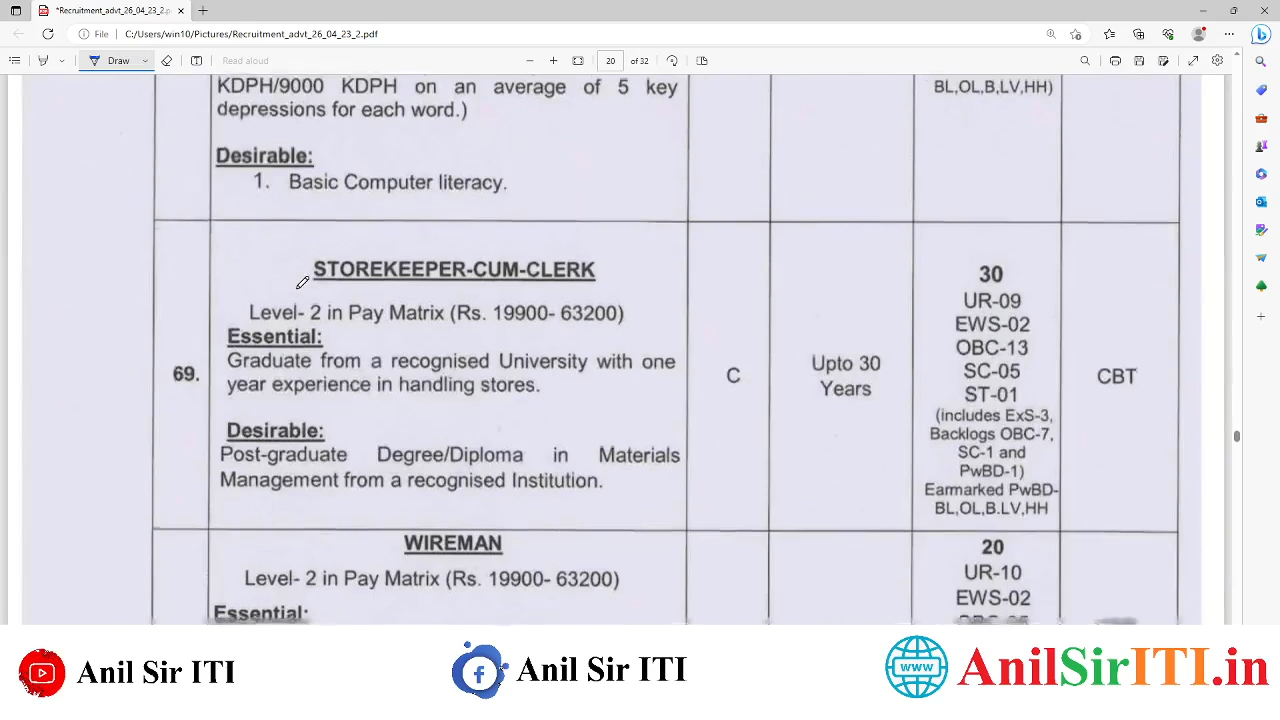 *Recruitment_advt_26_04_23_2.p
File
C:/Users/win10/Pictures/Recruitment_advt_26_04_23_2.pdf
Draw
Read aloud
20
of 32
KDPH/9000 KDPH on an average of 5 key
depressions for each word.)
BL,OL,B,LV,HH)
Desirable:
1. Basic Computer literacy.
69.
STOREKEEPER-CUM-CLERK
Level- 2 in Pay Matrix (Rs. 19900- 63200)
Essential:
Graduate from a recognised University with one
year experience in handling stores.
Desirable:
Post-graduate Degree/Diploma in Materials
Management from a recognised Institution.
C
Upto 30
Years
30
UR-09
EWS-02
OBC-13
SC-05
ST-01
(includes ExS-3,
Backlogs OBC-7,
SC-1 and
PwBD-1)
Earmarked PwBD-
BL,OL,B.LV,HH
CBT
WIREMAN
Level- 2 in Pay Matrix (Rs. 19900- 63200)
Essential:
20
UR-10
EWS-02
Anil Sir ITI
Anil Sir ITI
www
AnilSirITI.in